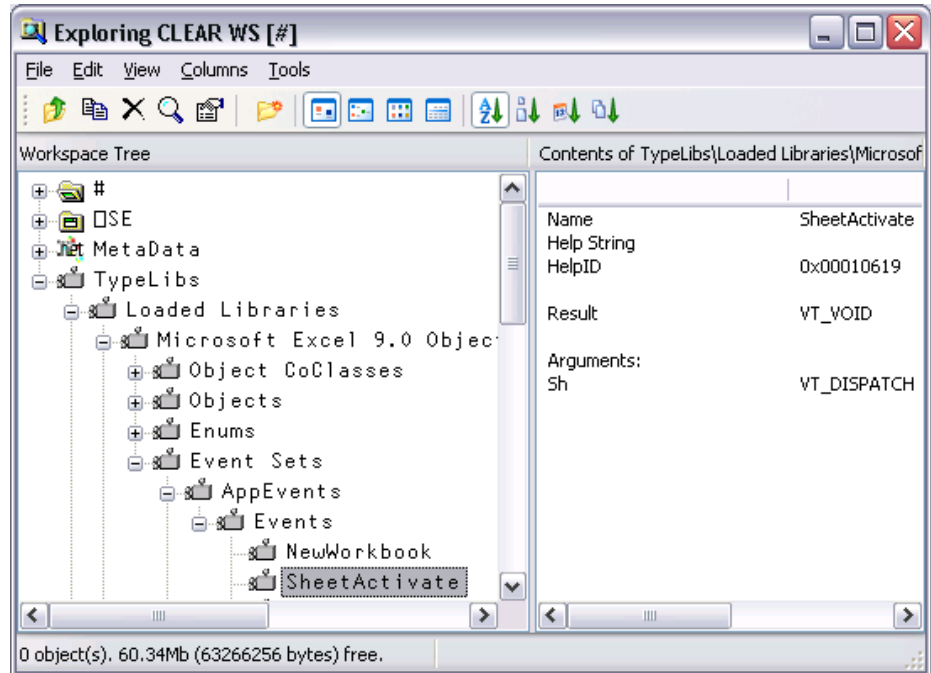 Exploring CLEAR WS [#]
File Edit View Columns Tools
Workspace Tree
Contents of TypeLibs\Loaded Libraries\Microsof
#
⎕SE
MetaData
TypeLibs
Loaded Libraries
Microsoft Excel 9.0 Objec
Object CoClasses
Objects
Enums
Event Sets
AppEvents
Events
NewWorkbook
SheetActivate
Name SheetActivate
Help String
HelpID 0x00010619
Result VT_VOID
Arguments:
Sh VT_DISPATCH
0 object(s). 60.34Mb (63266256 bytes) free.